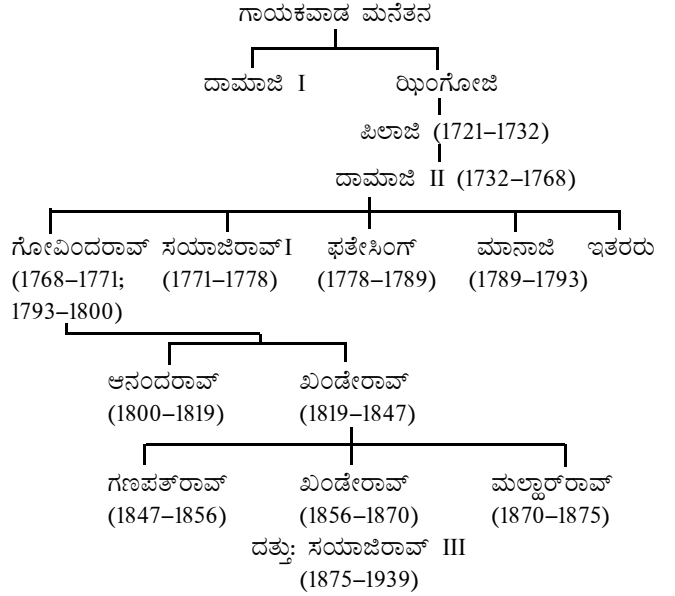 ಗಾಯಕವಾಡ ಮನೆತನ
ದಾಮಾಜಿ I ಝಿಂಗೋಜಿ
ಪಿಲಾಜಿ (1721–1732)
ದಾಮಾಜಿ II (1732–1768)
ಗೋವಿಂದರಾವ್ ಸಯಾಜಿರಾವ್ I ಫತೇಸಿಂಗ್ ಮಾನಾಜಿ ಇತರರು
(1768–1771; (1771–1778) (1778–1789) (1789–1793)
1793–1800)
ಆನಂದರಾವ್ ಖಂಡೇರಾವ್
(1800–1819) (1819–1847)
ಗಣಪತ್‌ರಾವ್ ಖಂಡೇರಾವ್ ಮಲ್ಹಾರ್‌ರಾವ್
(1847–1856) (1856–1870) (1870–1875)
ದತ್ತು: ಸಯಾಜಿರಾವ್ III
(1875–1939)